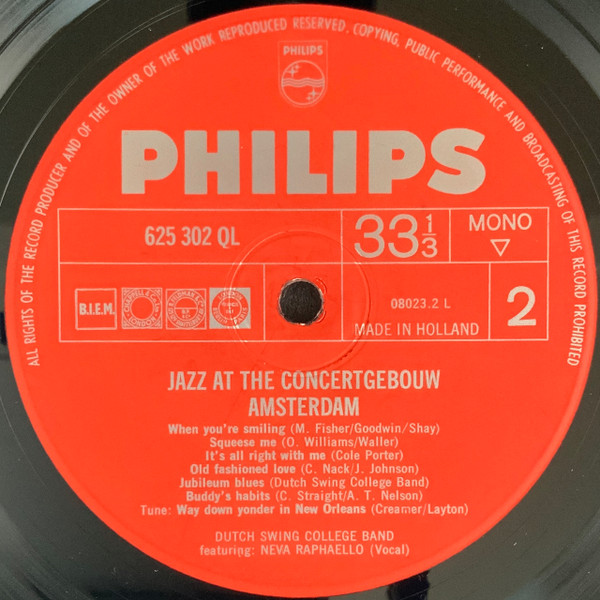 ALL RIGHTS OF THE RECORD PRODUCER AND OF THE OWNER OF THE WORK REPRODUCED RESERVED. COPYING, PUBLIC PERFORMANCE AND BROADCASTING OF THIS RECORD PROHIBITED
PHILIPS
PHILIPS
625 302 QL
33 1/3
MONO
B.I.E.M.
08023.2 L
MADE IN HOLLAND
2
JAZZ AT THE CONCERTGEBOUW
AMSTERDAM
When you're smiling (M. Fisher/Goodwin/Shay)
Squeese me (O. Williams/Waller)
It's all right with me (Cole Porter)
Old fashioned love (C. Nack/J. Johnson)
Jubileum blues (Dutch Swing College Band)
Buddy's habits (C. Straight/A. T. Nelson)
Tune: Way down yonder in New Orleans (Creamer/Layton)
DUTCH SWING COLLEGE BAND
featuring: NEVA RAPHAELLO (Vocal)